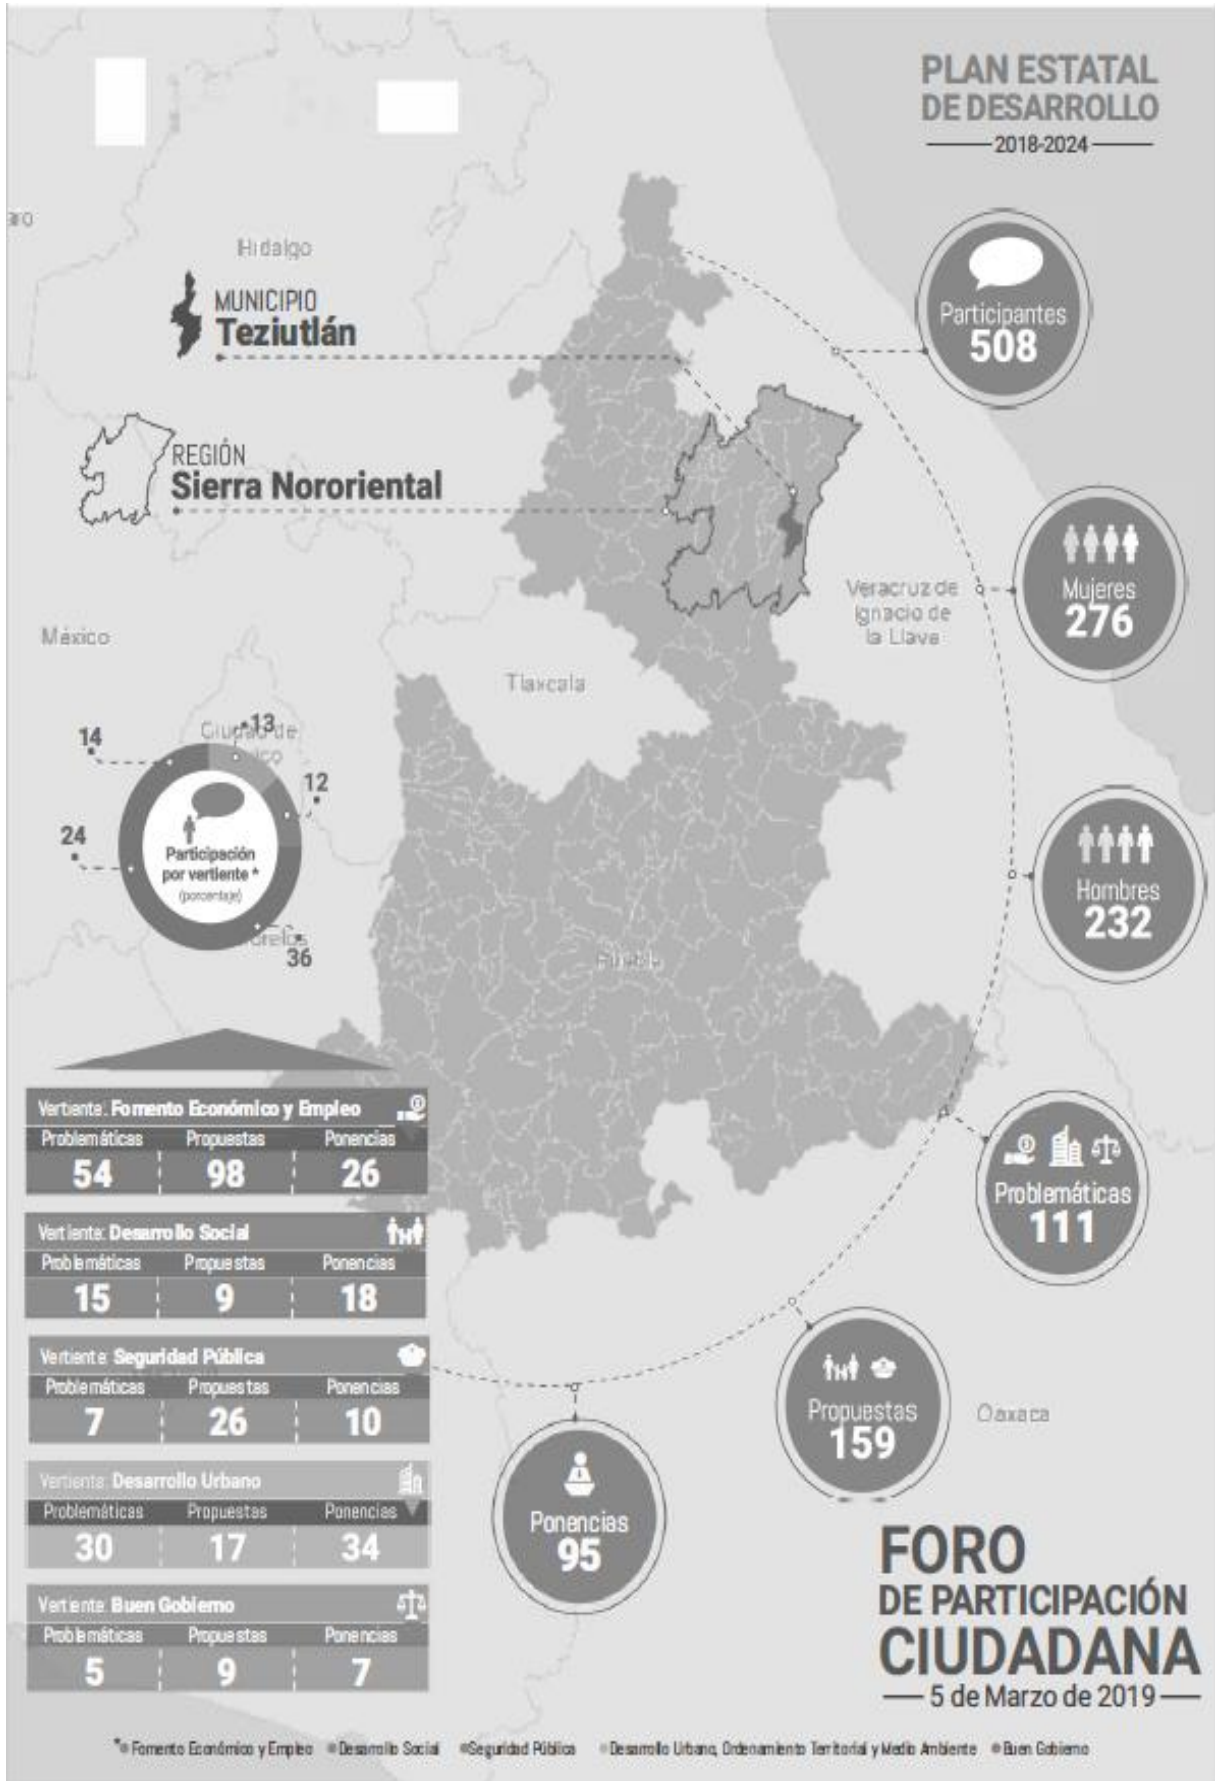 PLAN ESTATAL
DE DESARROLLO
2018-2024
Hidalgo
MUNICIPIO
Teziutlán
Participantes
508
REGIÓN
Sierra Nororiental
Mujeres
276
Veracruz de
Ignacio de
la Llave
México
Tlaxcala
Ciudad de
14
13
12
24
36
Participación
por vertiente *
(porcentaje)
Hombres
232
Puebla
Vertiente: Fomento Económico y Empleo
Problemáticas Propuestas Ponencias
54 98 26
Vertiente: Desarrollo Social
Problemáticas Propuestas Ponencias
15 9 18
Vertiente: Seguridad Pública
Problemáticas Propuestas Ponencias
7 26 10
Vertiente: Desarrollo Urbano
Problemáticas Propuestas Ponencias
30 17 34
Vertiente: Buen Gobierno
Problemáticas Propuestas Ponencias
5 9 7
Problemáticas
111
Propuestas
159
Oaxaca
Ponencias
95
FORO
DE PARTICIPACIÓN
CIUDADANA
5 de Marzo de 2019
* Fomento Económico y Empleo Desarrollo Social Seguridad Pública Desarrollo Urbano, Ordenamiento Territorial y Medio Ambiente Buen Gobierno